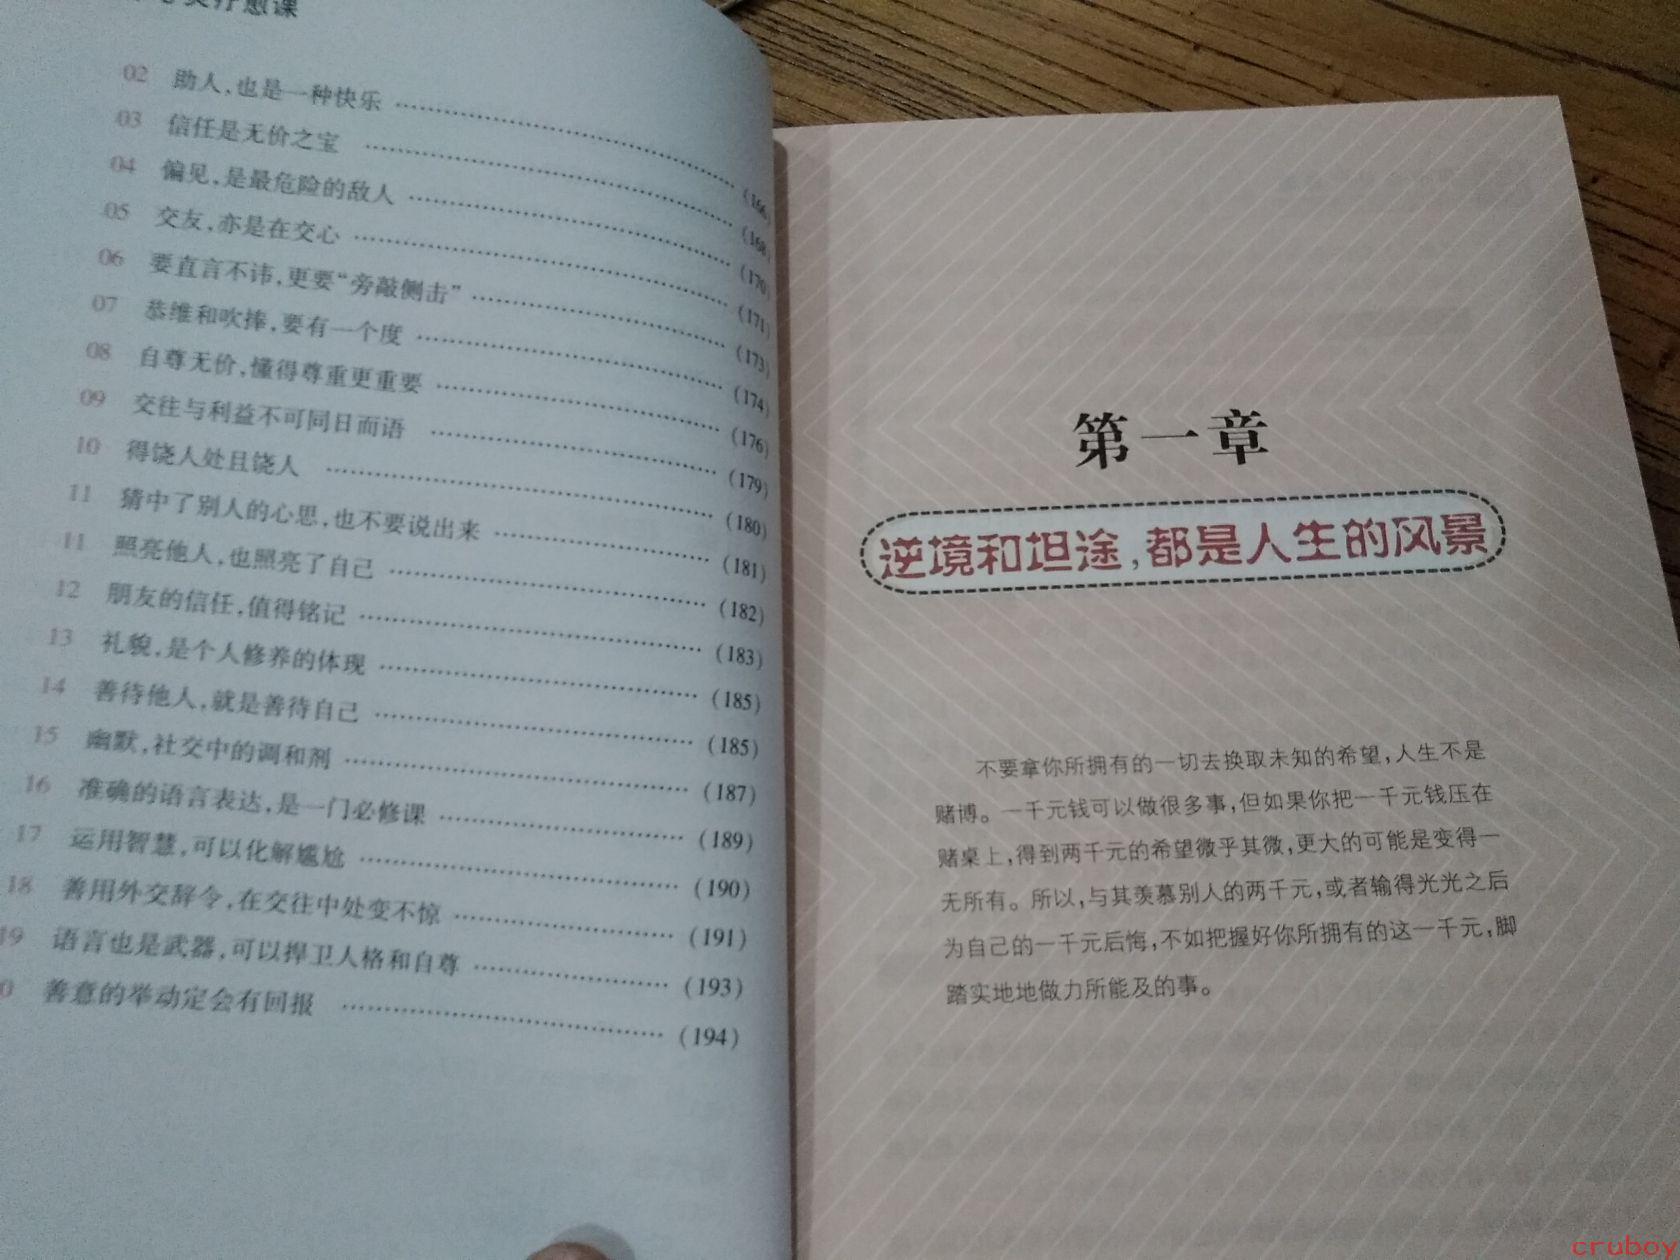 疗愈课
02 助人,也是一种快乐 …… (166)
03 信任是无价之宝 …… (168)
04 偏见,是最危险的敌人 …… (170)
05 交友,亦是在交心 …… (171)
06 要直言不讳,更要“旁敲侧击” …… (173)
07 恭维和吹捧,要有一个度 …… (174)
08 自尊无价,懂得尊重更重要 …… (176)
09 交往与利益不可同日而语 …… (179)
10 得饶人处且饶人 …… (180)
11 猜中了别人的心思,也不要说出来 …… (181)
11 照亮他人,也照亮了自己 …… (182)
12 朋友的信任,值得铭记 …… (183)
13 礼貌,是个人修养的体现 …… (185)
14 善待他人,就是善待自己 …… (185)
15 幽默,社交中的调和剂 …… (187)
16 准确的语言表达,是一门必修课 …… (189)
17 运用智慧,可以化解尴尬 …… (190)
18 善用外交辞令,在交往中处变不惊 …… (191)
19 语言也是武器,可以捍卫人格和自尊 …… (193)
0 善意的举动定会有回报 …… (194)
第一章
逆境和坦途,都是人生的风景
不要拿你所拥有的一切去换取未知的希望,人生不是
赌博。一千元钱可以做很多事,但如果你把一千元钱压在
赌桌上,得到两千元的希望微乎其微,更大的可能是变得一
无所有。所以,与其羡慕别人的两千元,或者输得光光之后
为自己的一千元后悔,不如把握好你所拥有的这一千元,脚
踏实地地做力所能及的事。
cruboy